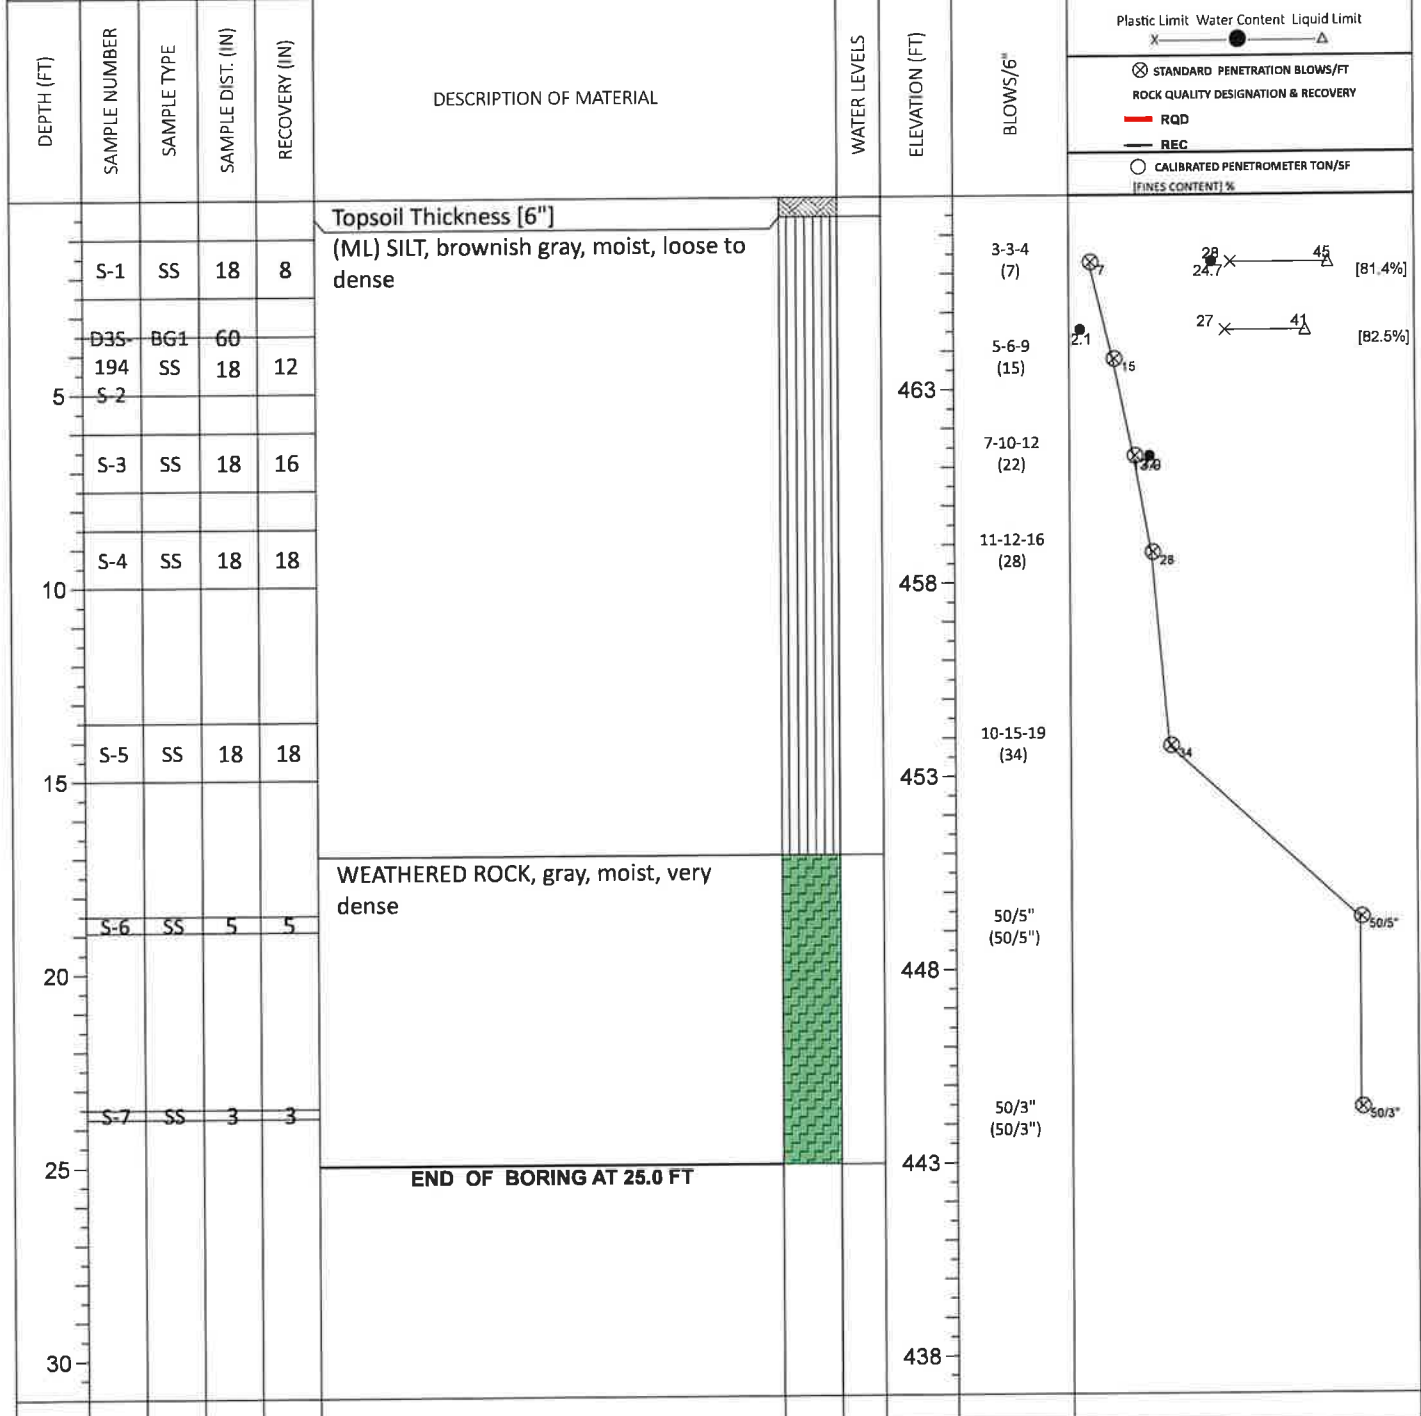 DEPTH (FT)
SAMPLE NUMBER
SAMPLE TYPE
SAMPLE DIST. (IN)
RECOVERY (IN)
DESCRIPTION OF MATERIAL
WATER LEVELS
ELEVATION (FT)
BLOWS/6"
Plastic Limit Water Content Liquid Limit
STANDARD PENETRATION BLOWS/FT
ROCK QUALITY DESIGNATION & RECOVERY
RQD
REC
CALIBRATED PENETROMETER TON/SF
[FINES CONTENT] %
Topsoil Thickness [6"]
(ML) SILT, brownish gray, moist, loose to
dense
S-1 SS 18 8
3-3-4
(7)
7
28 45
24.7
[81.4%]
D3S- BG1 60
194 SS 18 12
S-2
5
463
5-6-9
(15)
2.1
27 41
[82.5%]
15
S-3 SS 18 16
7-10-12
(22)
S-4 SS 18 18
11-12-16
(28)
28
10
458
S-5 SS 18 18
10-15-19
(34)
34
15
453
WEATHERED ROCK, gray, moist, very
dense
S-6 SS 5 5
50/5"
(50/5")
50/5"
20
448
S-7 SS 3 3
50/3"
(50/3")
50/3"
25
443
END OF BORING AT 25.0 FT
30
438